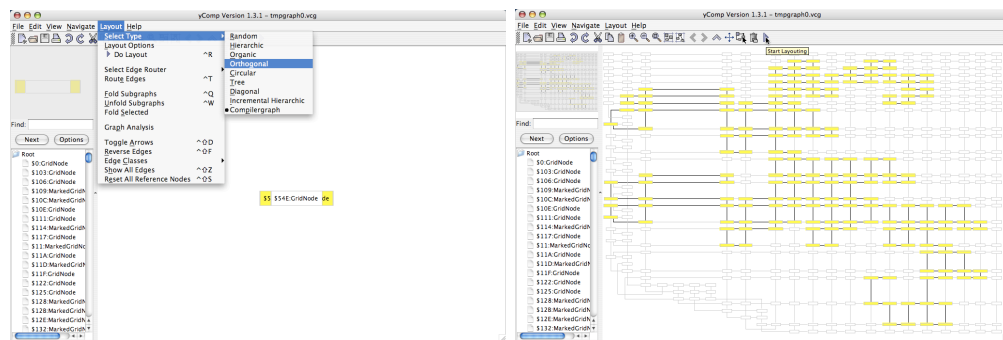 yComp Version 1.3.1 – tmpgraph0.vcg
File Edit View Navigate Layout Help
Select Type
Layout Options
Do Layout ^R
Select Edge Router
Route Edges ^T
Fold Subgraphs ^Q
Unfold Subgraphs ^W
Fold Selected
Graph Analysis
Toggle Arrows ^⇧D
Reverse Edges ^⇧F
Edge Classes
Show All Edges ^⇧Z
Reset All Reference Nodes ^⇧S
Random
Hierarchic
Organic
Orthogonal
Circular
Tree
Diagonal
Incremental Hierarchic
Compilergraph
Find:
Next Options
Root
$0:GridNode
$103:GridNode
$106:GridNode
$109:MarkedGridN
$10C:MarkedGridN
$10E:GridNode
$111:GridNode
$114:MarkedGridN
$117:GridNode
$11:MarkedGridNo
$11A:GridNode
$11D:MarkedGridN
$11F:GridNode
$122:GridNode
$125:GridNode
$128:MarkedGridN
$12B:MarkedGridN
$12E:MarkedGridN
$132:MarkedGridN
$5 $54E:GridNode de
yComp Version 1.3.1 – tmpgraph0.vcg
File Edit View Navigate Layout Help
Start Layouting
Find:
Next Options
Root
$0:GridNode
$103:GridNode
$106:GridNode
$109:MarkedGridN
$10C:MarkedGridN
$10E:GridNode
$111:GridNode
$114:MarkedGridN
$117:GridNode
$11:MarkedGridNo
$11A:GridNode
$11D:MarkedGridN
$11F:GridNode
$122:GridNode
$125:GridNode
$128:MarkedGridN
$12B:MarkedGridN
$12E:MarkedGridN
$132:MarkedGridN